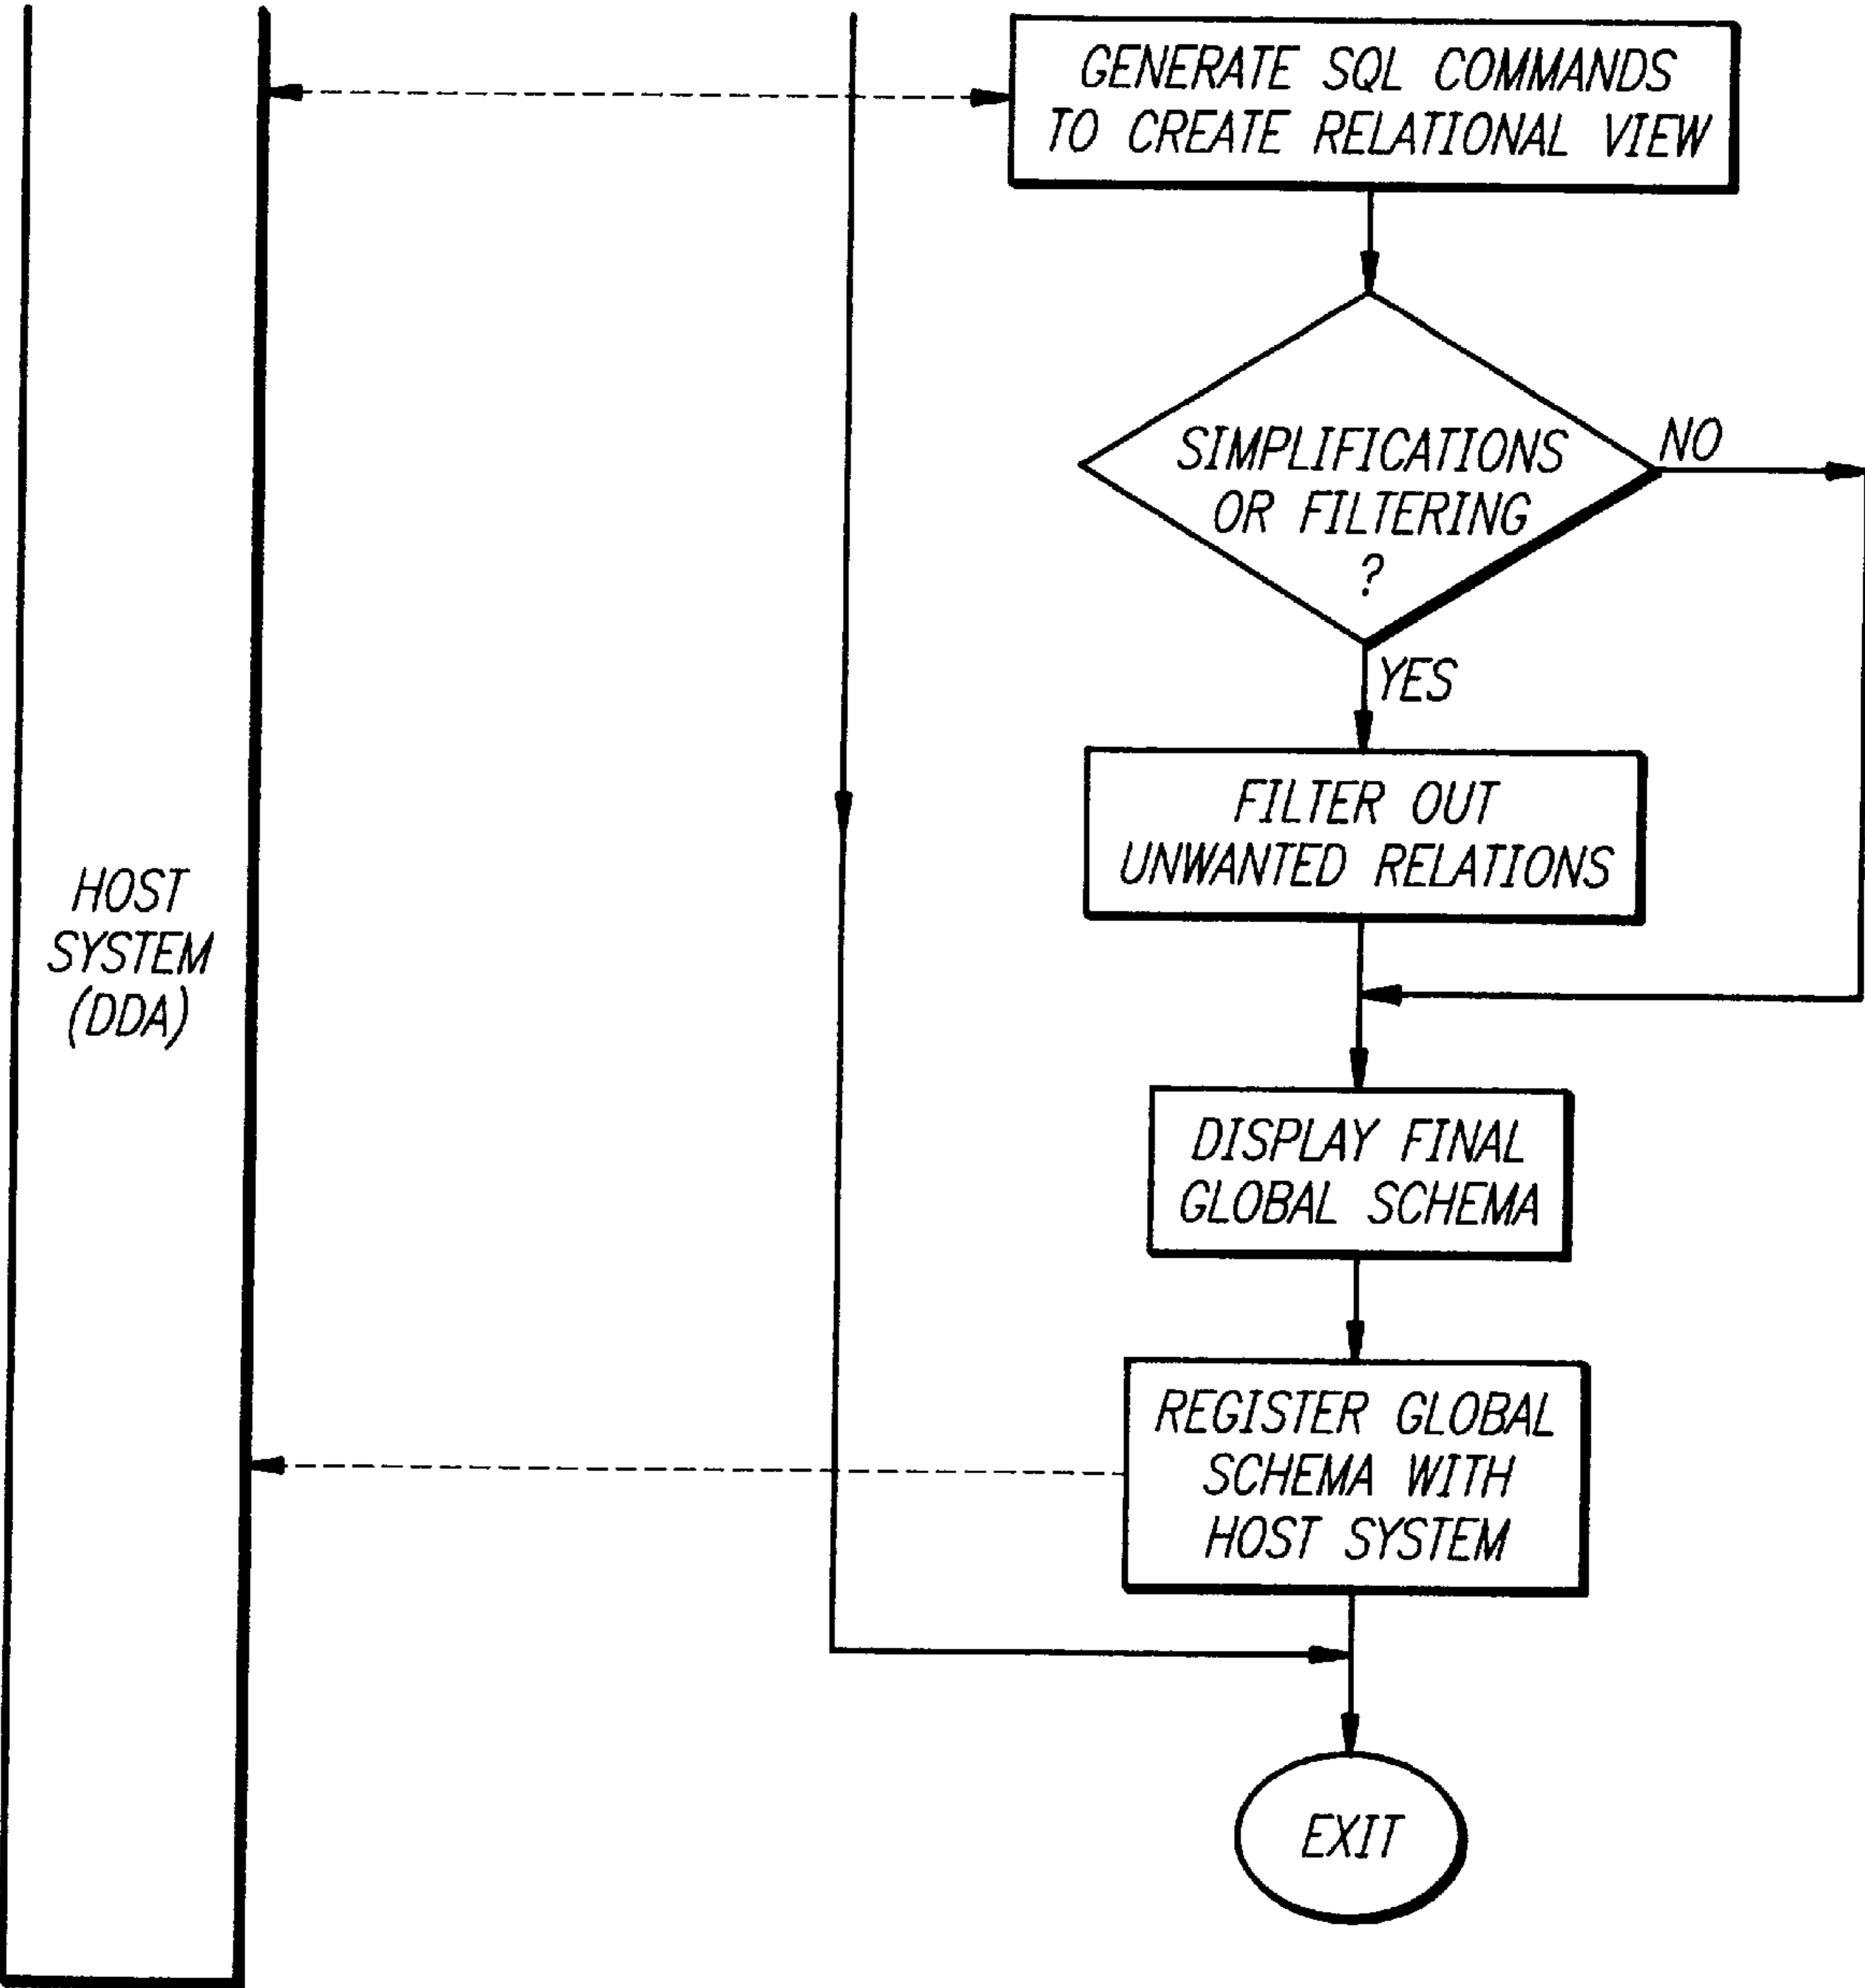 GENERATE SQL COMMANDS
TO CREATE RELATIONAL VIEW
SIMPLIFICATIONS
OR FILTERING
?
NO
YES
FILTER OUT
UNWANTED RELATIONS
HOST
SYSTEM
(DDA)
DISPLAY FINAL
GLOBAL SCHEMA
REGISTER GLOBAL
SCHEMA WITH
HOST SYSTEM
EXIT